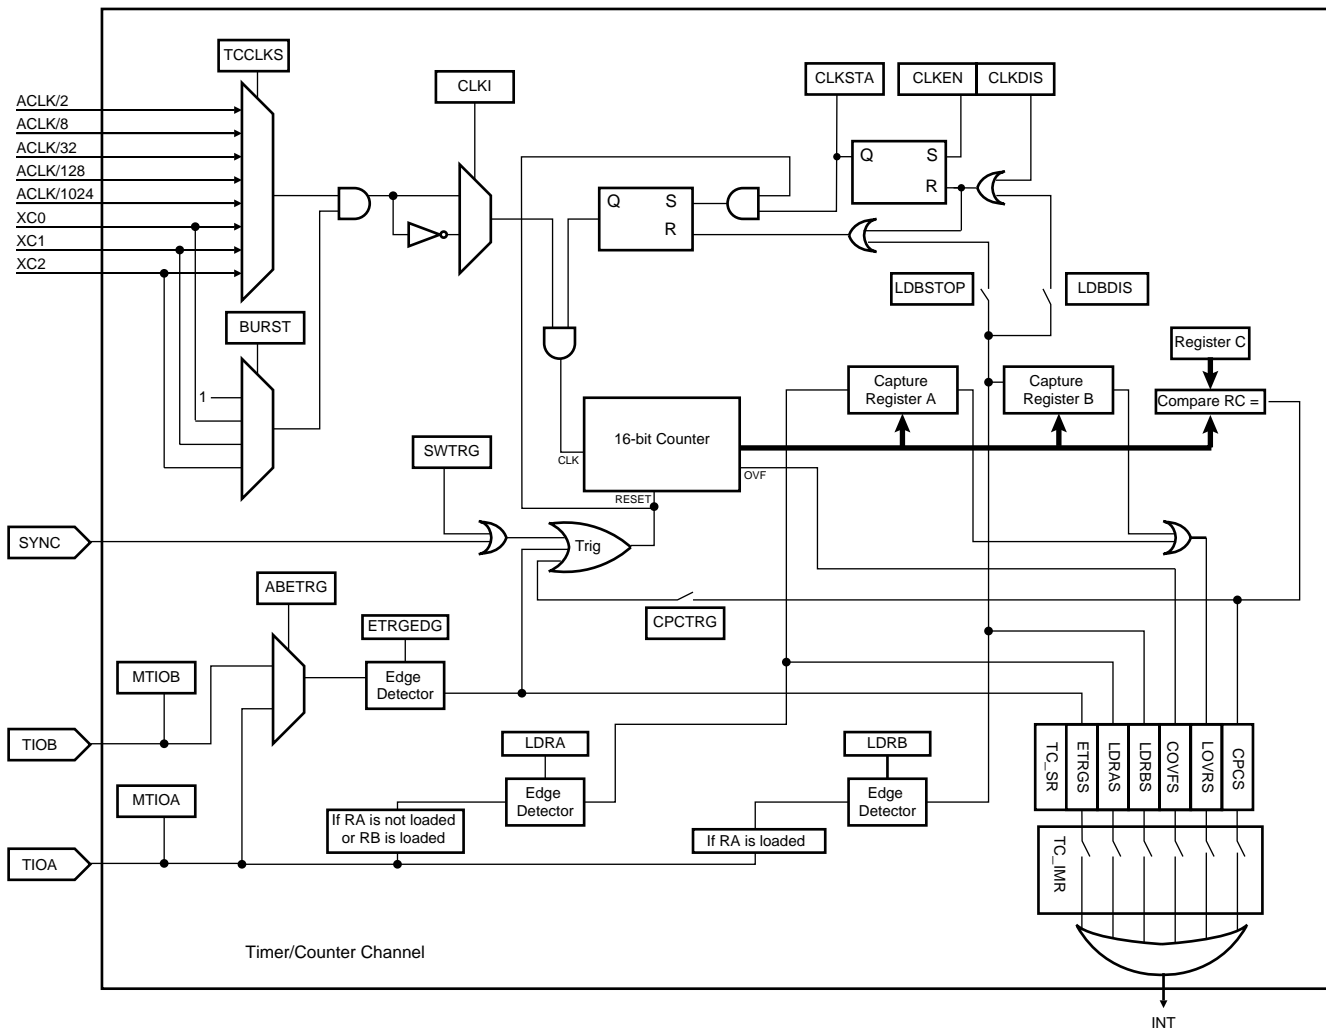 TCCLKS
CLKI
CLKSTA
CLKEN
CLKDIS
ACLK/2
ACLK/8
ACLK/32
ACLK/128
ACLK/1024
XC0
XC1
XC2
Q
S
R
Q
S
R
LDBSTOP
LDBDIS
BURST
1
Register C
Capture
Register A
Capture
Register B
Compare RC =
16-bit Counter
CLK
OVF
RESET
SWTRG
SYNC
Trig
ABETRG
ETRGEDG
CPCTRG
MTIOB
Edge
Detector
TIOB
LDRA
LDRB
MTIOA
Edge
Detector
Edge
Detector
If RA is not loaded
or RB is loaded
If RA is loaded
TIOA
TC_SR
ETRGS
LDRAS
LDRBS
COVFS
LOVRS
CPCS
TC_IMR
Timer/Counter Channel
INT